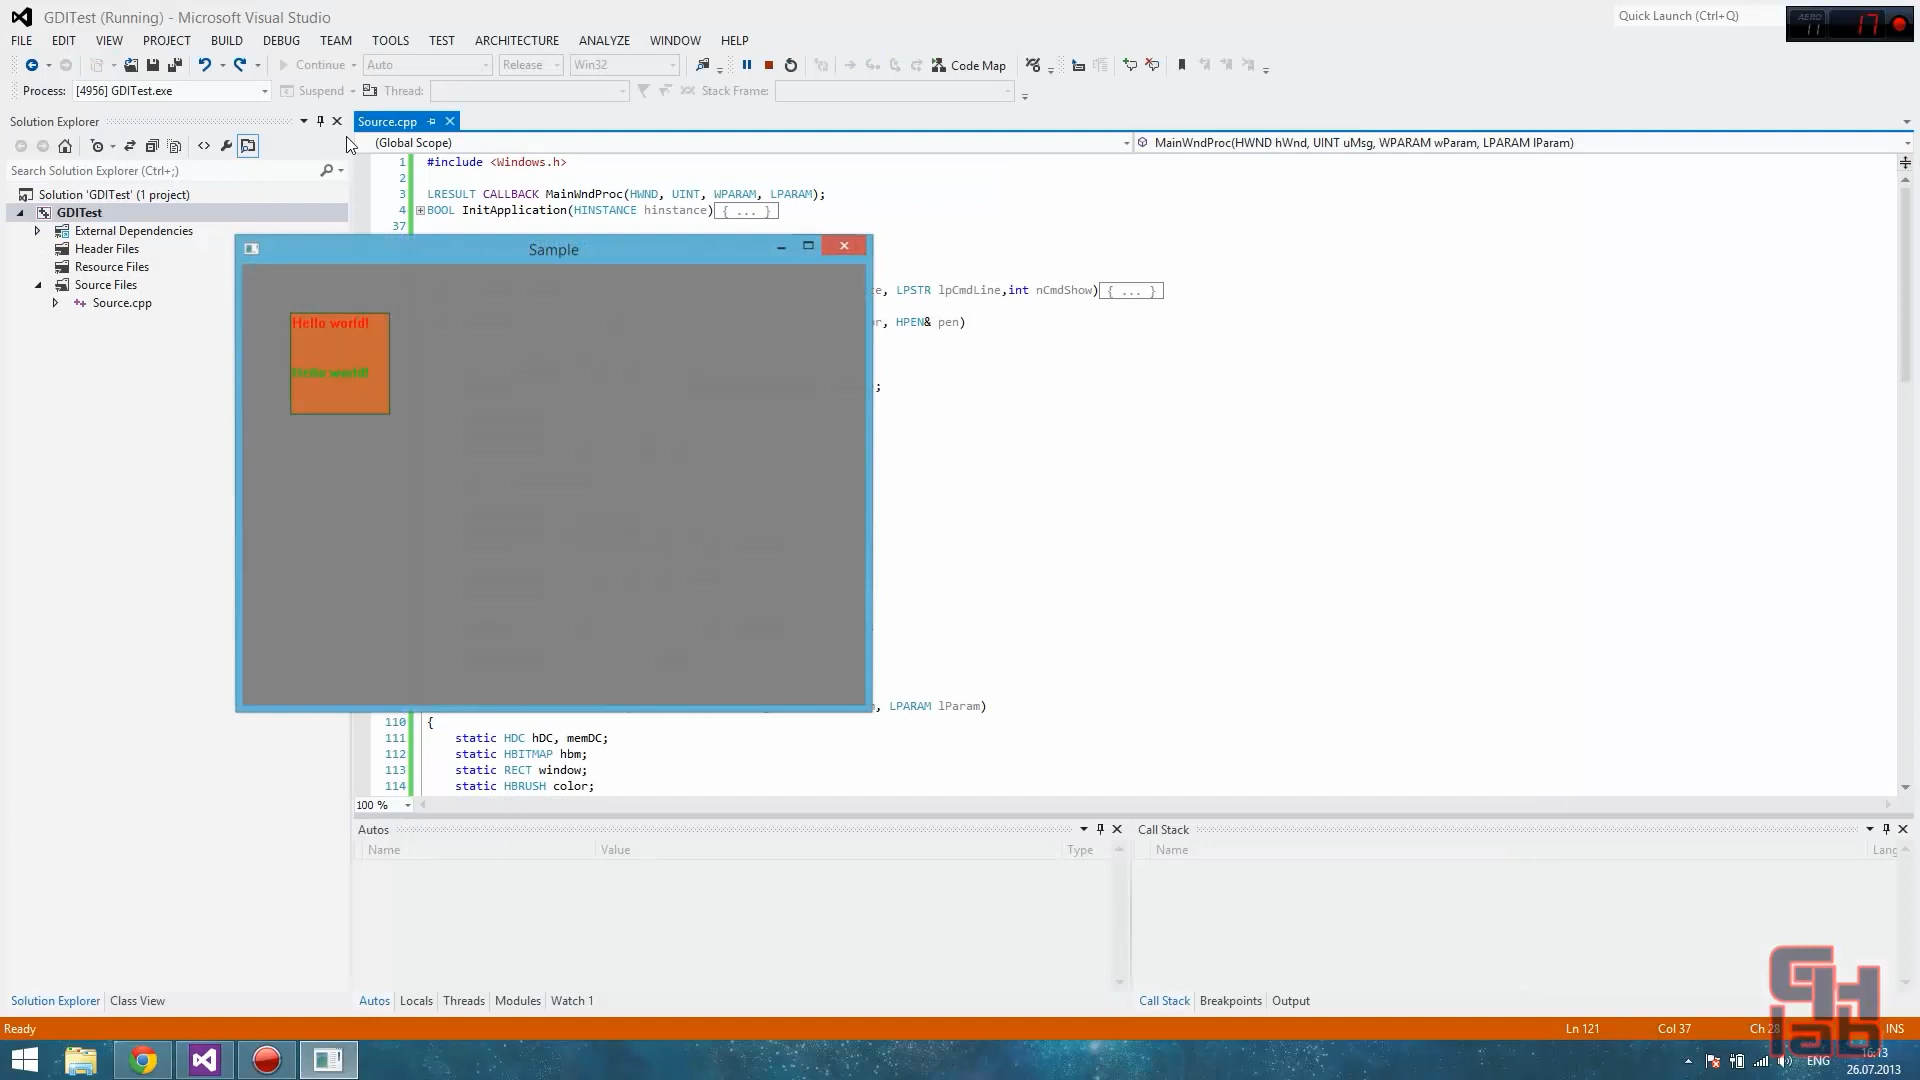 GDITest (Running) - Microsoft Visual Studio
Quick Launch (Ctrl+Q)
AERO
11
17
FILE EDIT VIEW PROJECT BUILD DEBUG TEAM TOOLS TEST ARCHITECTURE ANALYZE WINDOW HELP
Continue Auto Release Win32 Code Map
Process: [4956] GDITest.exe Suspend Thread: Stack Frame:
Solution Explorer
Search Solution Explorer (Ctrl+;)
Solution 'GDITest' (1 project)
GDITest
External Dependencies
Header Files
Resource Files
Source Files
Source.cpp
Source.cpp
(Global Scope) MainWndProc(HWND hWnd, UINT uMsg, WPARAM wParam, LPARAM lParam)
1 #include <Windows.h>
2
3 LRESULT CALLBACK MainWndProc(HWND, UINT, WPARAM, LPARAM);
4 BOOL InitApplication(HINSTANCE hinstance){ ... }
37
Sample
Hello world!
Hello world!
, LPSTR lpCmdLine,int nCmdShow){ ... }
, HPEN& pen)
;
, LPARAM lParam)
110 {
111 static HDC hDC, memDC;
112 static HBITMAP hbm;
113 static RECT window;
114 static HBRUSH color;
100 %
Autos
Name Value Type
Call Stack
Name Lang
Solution Explorer Class View
Autos Locals Threads Modules Watch 1
Call Stack Breakpoints Output
Ready Ln 121 Col 37 Ch 28 INS
GH
lab
ENG
16:13
26.07.2013